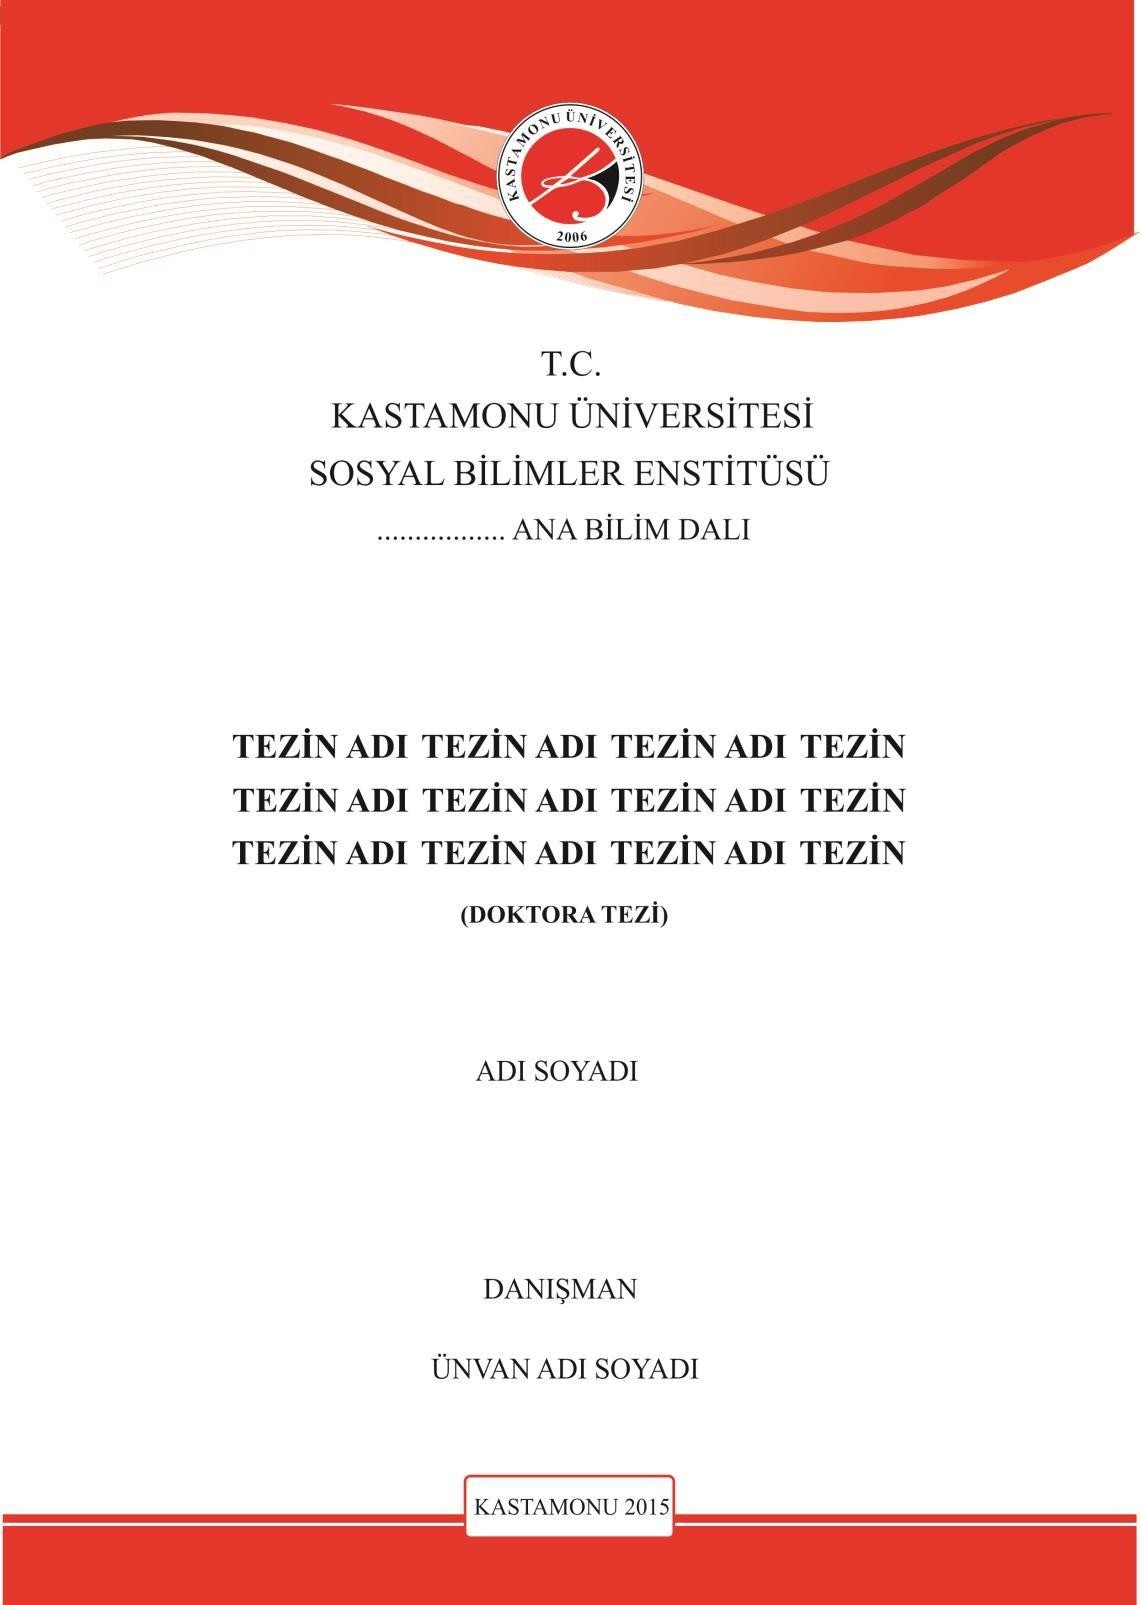 KASTAMONU ÜNİVERSİTESİ
2006
T.C.
KASTAMONU ÜNİVERSİTESİ
SOSYAL BİLİMLER ENSTİTÜSÜ
................. ANA BİLİM DALI
TEZİN ADI TEZİN ADI TEZİN ADI TEZİN
TEZİN ADI TEZİN ADI TEZİN ADI TEZİN
TEZİN ADI TEZİN ADI TEZİN ADI TEZİN
(DOKTORA TEZİ)
ADI SOYADI
DANIŞMAN
ÜNVAN ADI SOYADI
KASTAMONU 2015